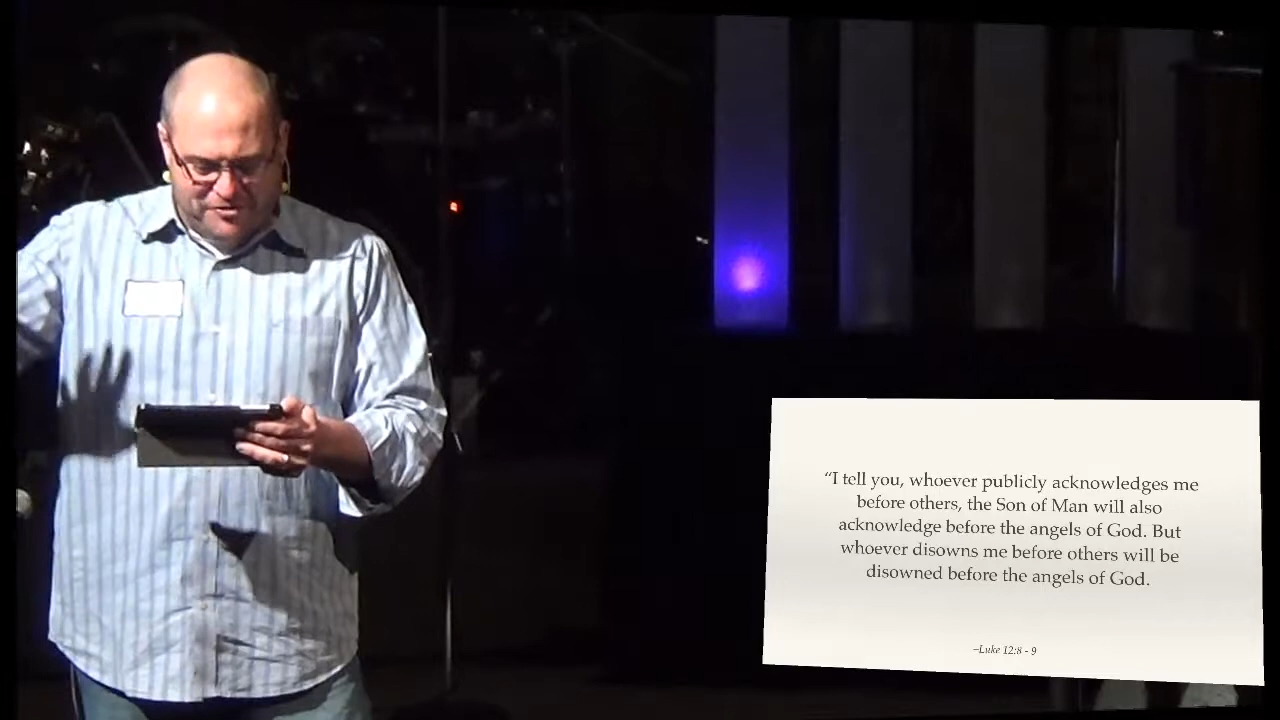 “I tell you, whoever publicly acknowledges me
before others, the Son of Man will also
acknowledge before the angels of God. But
whoever disowns me before others will be
disowned before the angels of God.
–Luke 12:8 - 9